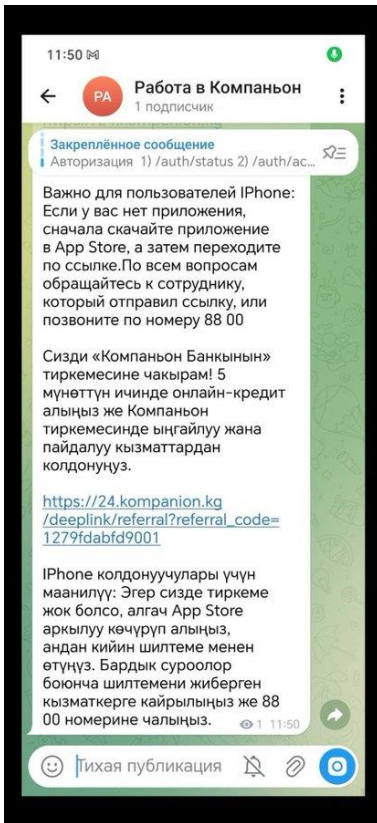 11:50
РА
Работа в Компаньон
1 подписчик
Закреплённое сообщение
Авторизация 1) /auth/status 2) /auth/ac...
Важно для пользователей IPhone:
Если у вас нет приложения,
сначала скачайте приложение
в App Store, а затем переходите
по ссылке.По всем вопросам
обращайтесь к сотруднику,
который отправил ссылку, или
позвоните по номеру 88 00
Сизди «Компаньон Банкынын»
тиркемесине чакырам! 5
мүнөттүн ичинде онлайн-кредит
алыңыз же Компаньон
тиркемесинде ыңгайлуу жана
пайдалуу кызматтардан
колдонуңуз.
https://24.kompanion.kg
/deeplink/referral?referral_code=
1279fdabfd9001
IPhone колдонуучулары үчүн
маанилүү: Эгер сизде тиркеме
жок болсо, алгач App Store
аркылуу көчүрүп алыңыз,
андан кийин шилтеме менен
өтүңүз. Бардык суроолор
боюнча шилтемени жиберген
кызматкерге кайрылыңыз же 88
00 номерине чалыңыз.
1 11:50
Тихая публикация